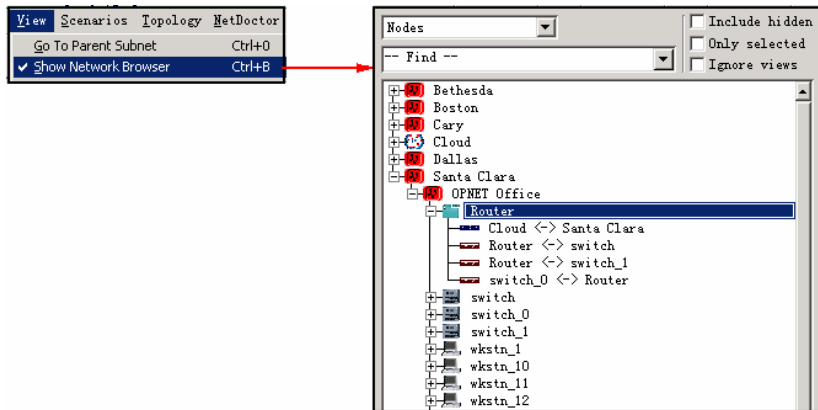 View Scenarios Topology NetDoctor
Go To Parent Subnet Ctrl+0
Show Network Browser Ctrl+B
Nodes
-- Find --
Include hidden
Only selected
Ignore views
Bethesda
Boston
Cary
Cloud
Dallas
Santa Clara
OPNET Office
Router
Cloud <-> Santa Clara
Router <-> switch
Router <-> switch_1
switch_0 <-> Router
switch
switch_0
switch_1
wkstn_1
wkstn_10
wkstn_11
wkstn_12